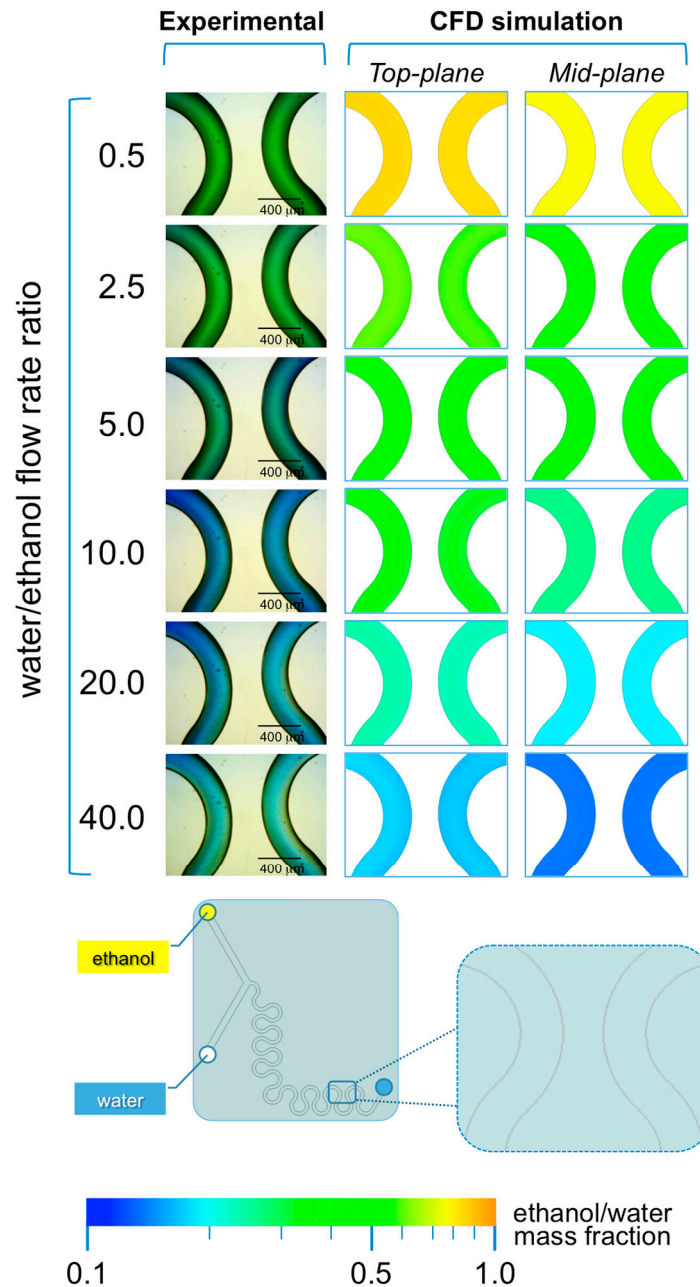 Experimental
CFD simulation
Top-plane
Mid-plane
water/ethanol flow rate ratio
0.5
400 µm
2.5
400 µm
5.0
400 µm
10.0
400 µm
20.0
400 µm
40.0
400 µm
ethanol
water
ethanol/water
mass fraction
0.1
0.5
1.0